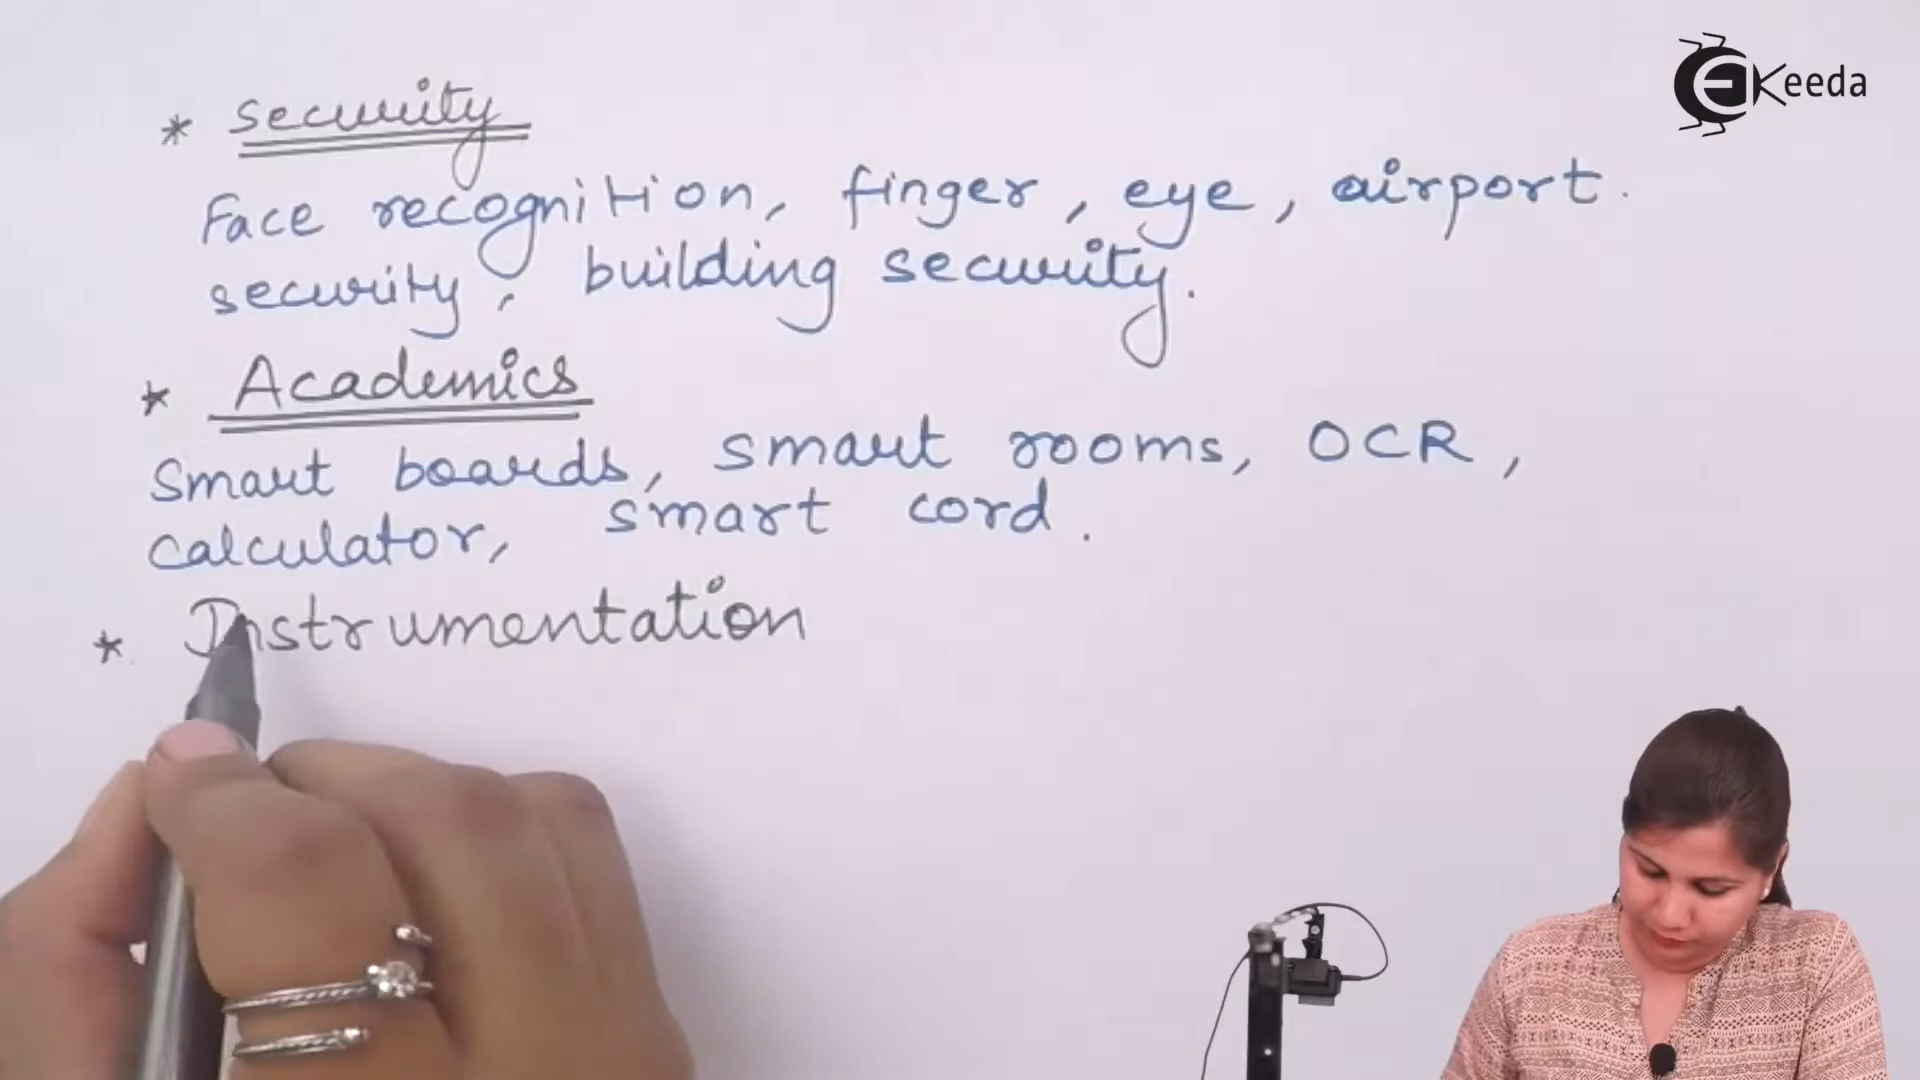 EKeeda
* Security
Face recognition, finger, eye, airport.
security, building security.
* Academics
Smart boards, smart rooms, OCR,
calculator, smart cord.
* Instrumentation